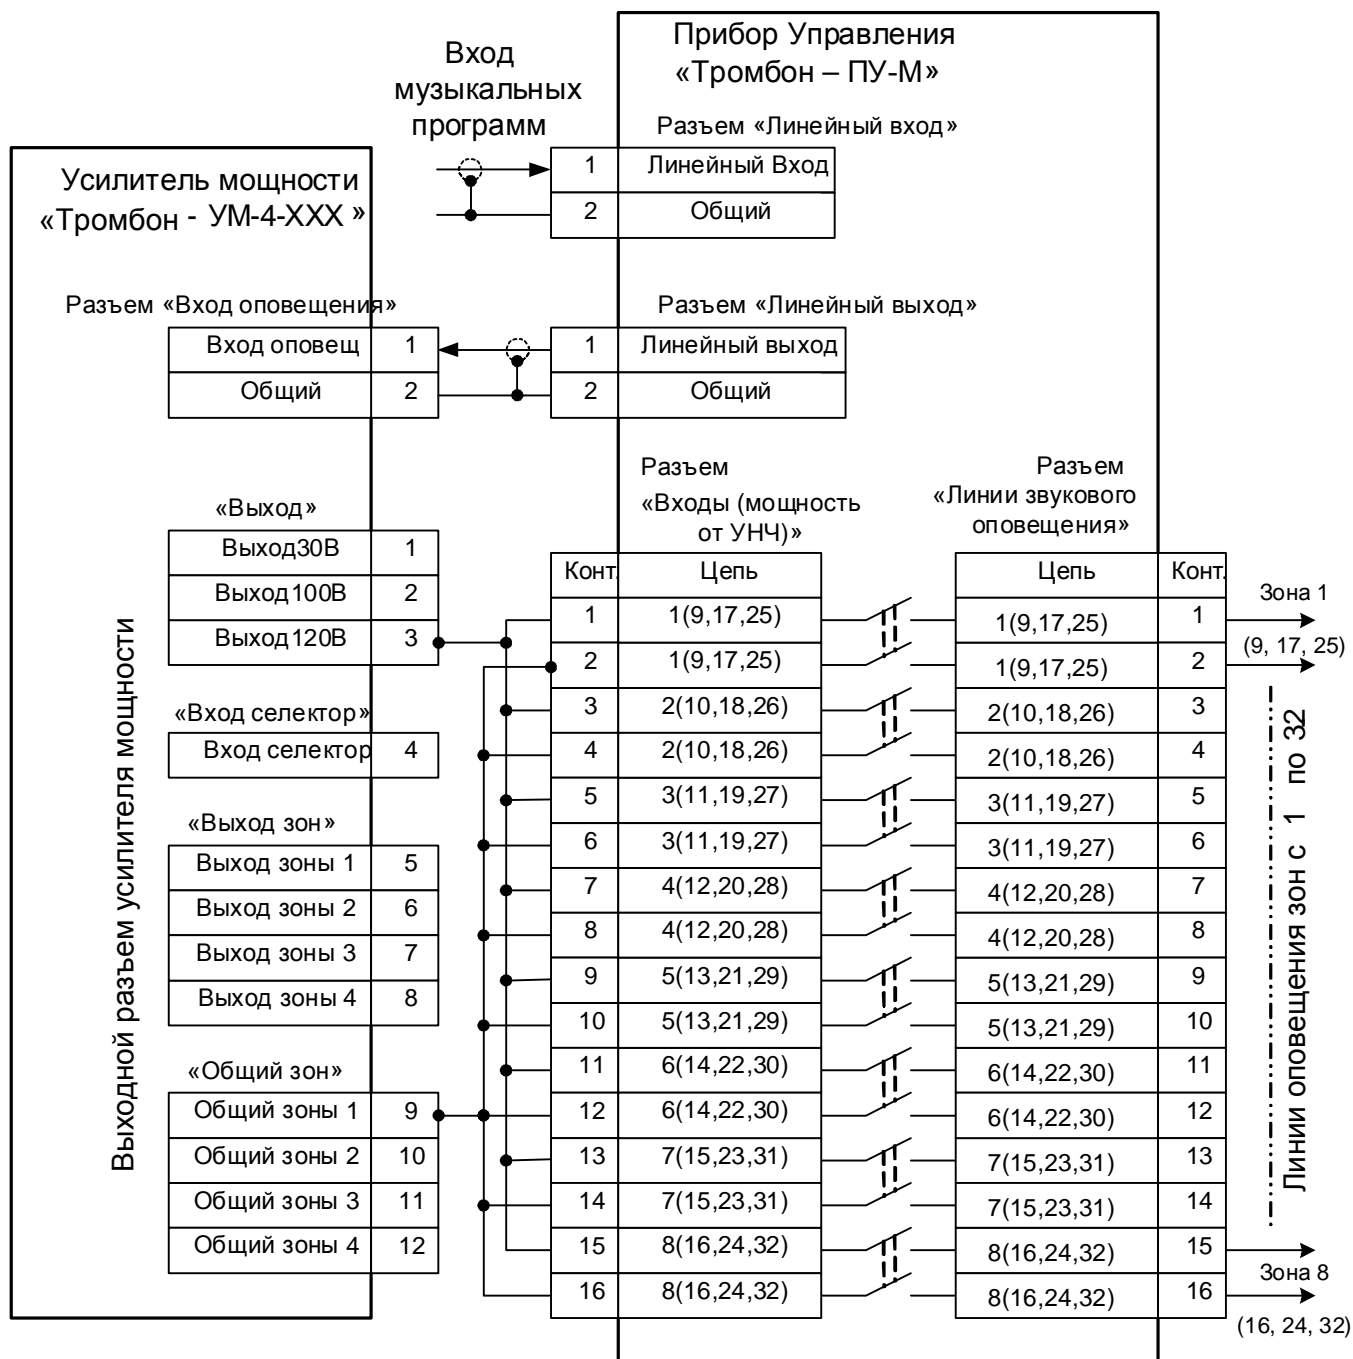 Прибор Управления
«Тромбон – ПУ-М»
Вход
музыкальных
программ
Разъем «Линейный вход»
1 Линейный Вход
2 Общий
Усилитель мощности
«Тромбон - УМ-4-ХХХ »
Разъем «Вход оповещения»
Вход оповещ 1
Общий 2
Разъем «Линейный выход»
1 Линейный выход
2 Общий
Выходной разъем усилителя мощности
«Выход»
Выход30В 1
Выход100В 2
Выход120В 3
«Вход селектор»
Вход селектор 4
«Выход зон»
Выход зоны 1 5
Выход зоны 2 6
Выход зоны 3 7
Выход зоны 4 8
«Общий зон»
Общий зоны 1 9
Общий зоны 2 10
Общий зоны 3 11
Общий зоны 4 12
Разъем
«Входы (мощность
от УНЧ)»
Конт. Цепь
1 1(9,17,25)
2 1(9,17,25)
3 2(10,18,26)
4 2(10,18,26)
5 3(11,19,27)
6 3(11,19,27)
7 4(12,20,28)
8 4(12,20,28)
9 5(13,21,29)
10 5(13,21,29)
11 6(14,22,30)
12 6(14,22,30)
13 7(15,23,31)
14 7(15,23,31)
15 8(16,24,32)
16 8(16,24,32)
Разъем
«Линии звукового
оповещения»
Цепь Конт.
1(9,17,25) 1
1(9,17,25) 2
2(10,18,26) 3
2(10,18,26) 4
3(11,19,27) 5
3(11,19,27) 6
4(12,20,28) 7
4(12,20,28) 8
5(13,21,29) 9
5(13,21,29) 10
6(14,22,30) 11
6(14,22,30) 12
7(15,23,31) 13
7(15,23,31) 14
8(16,24,32) 15
8(16,24,32) 16
Зона 1
(9, 17, 25)
Линии оповещения зон с 1 по 32
Зона 8
(16, 24, 32)